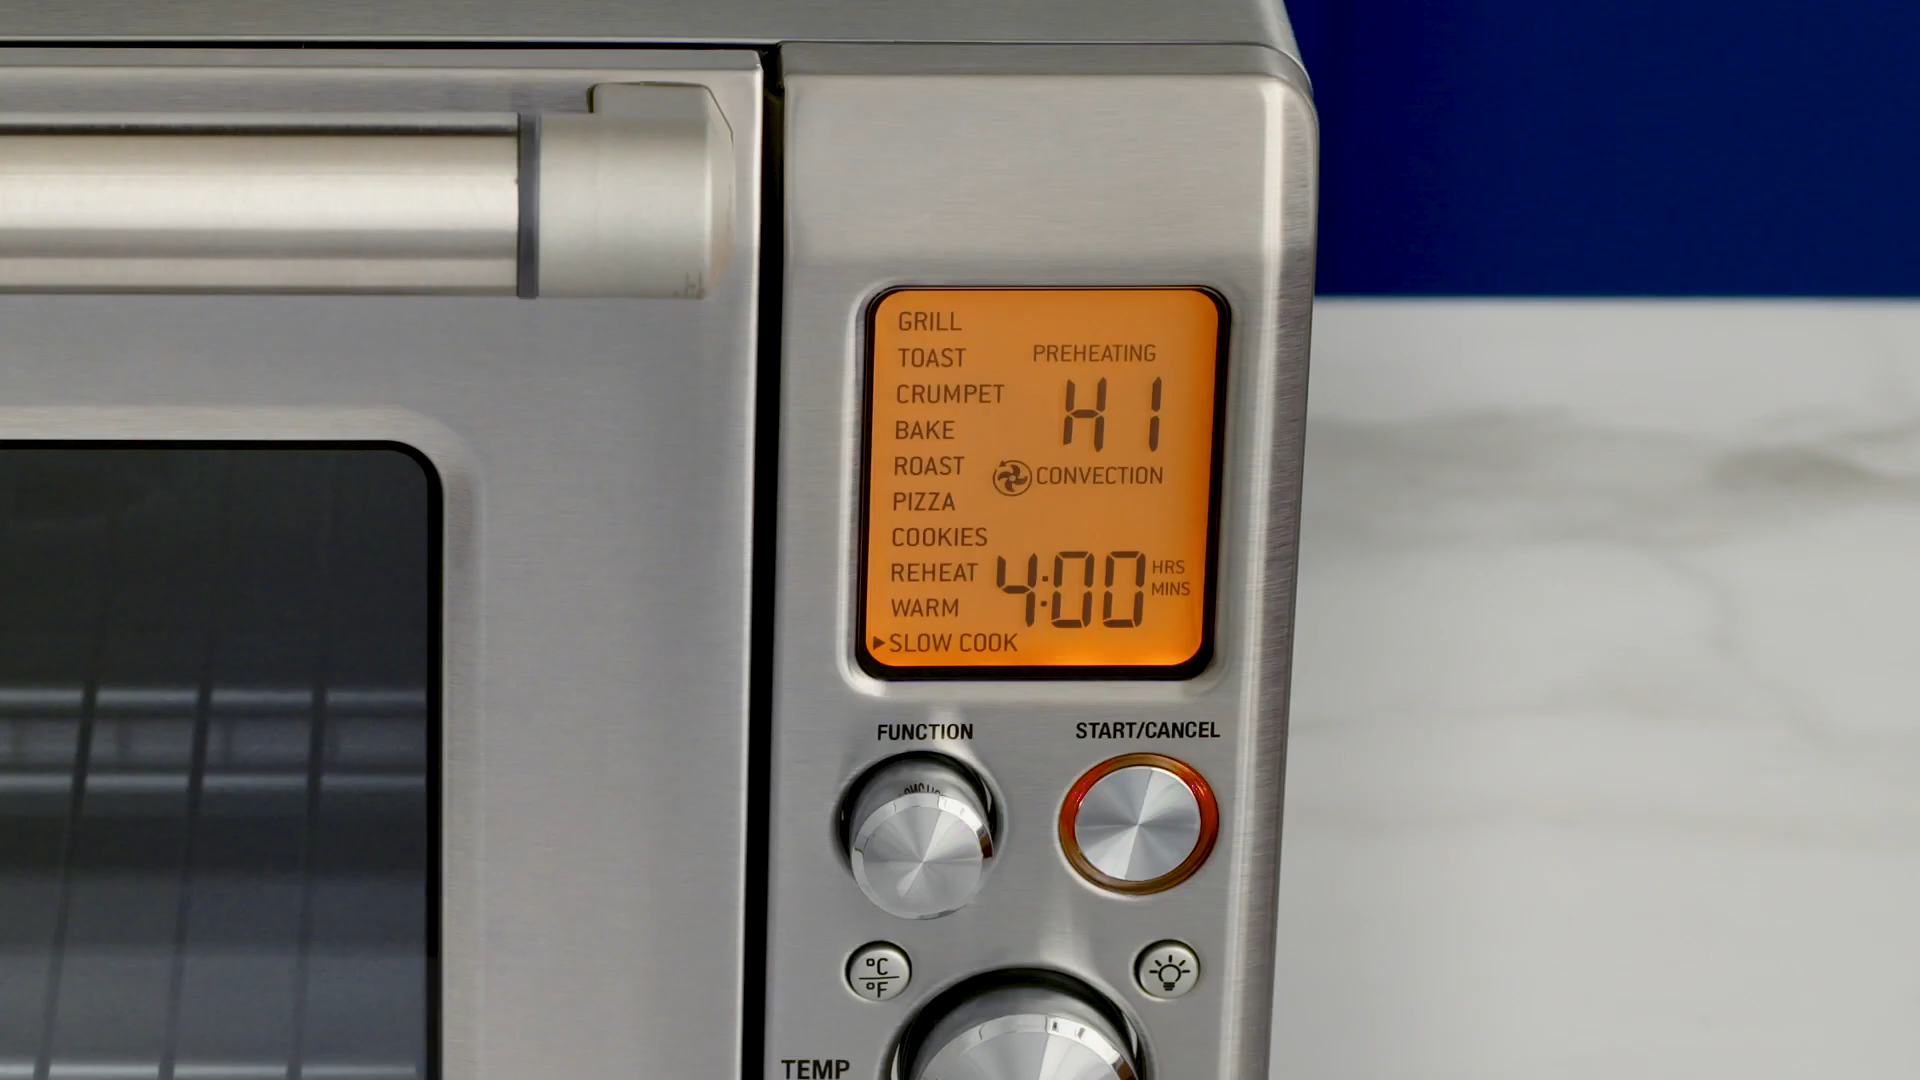 GRILL
TOAST
PREHEATING
CRUMPET
HI
BAKE
ROAST
CONVECTION
PIZZA
COOKIES
REHEAT
4:00 HRS MINS
WARM
SLOW COOK
FUNCTION
START/CANCEL
°C
°F
TEMP